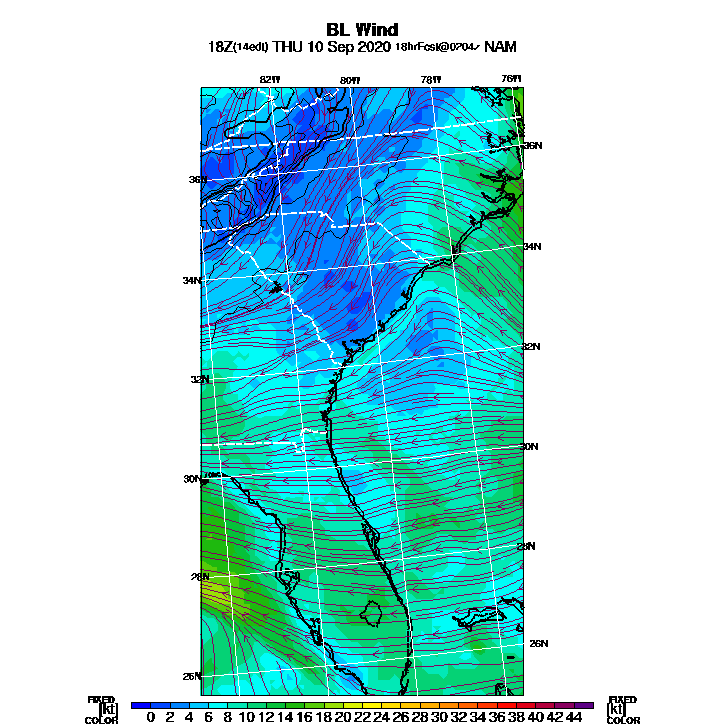 BL Wind
18Z(14edt) THU 10 Sep 2020 18hrFcst@0204z NAM
82W 80W 78W 76W
36N
36N
34N
34N
32N
32N
30N
30N
28N
28N
26N
26N
FIXED FIXED
[kt] 0 2 4 6 8 10 12 14 16 18 20 22 24 26 28 30 32 34 36 38 40 42 44 [kt]
COLOR COLOR